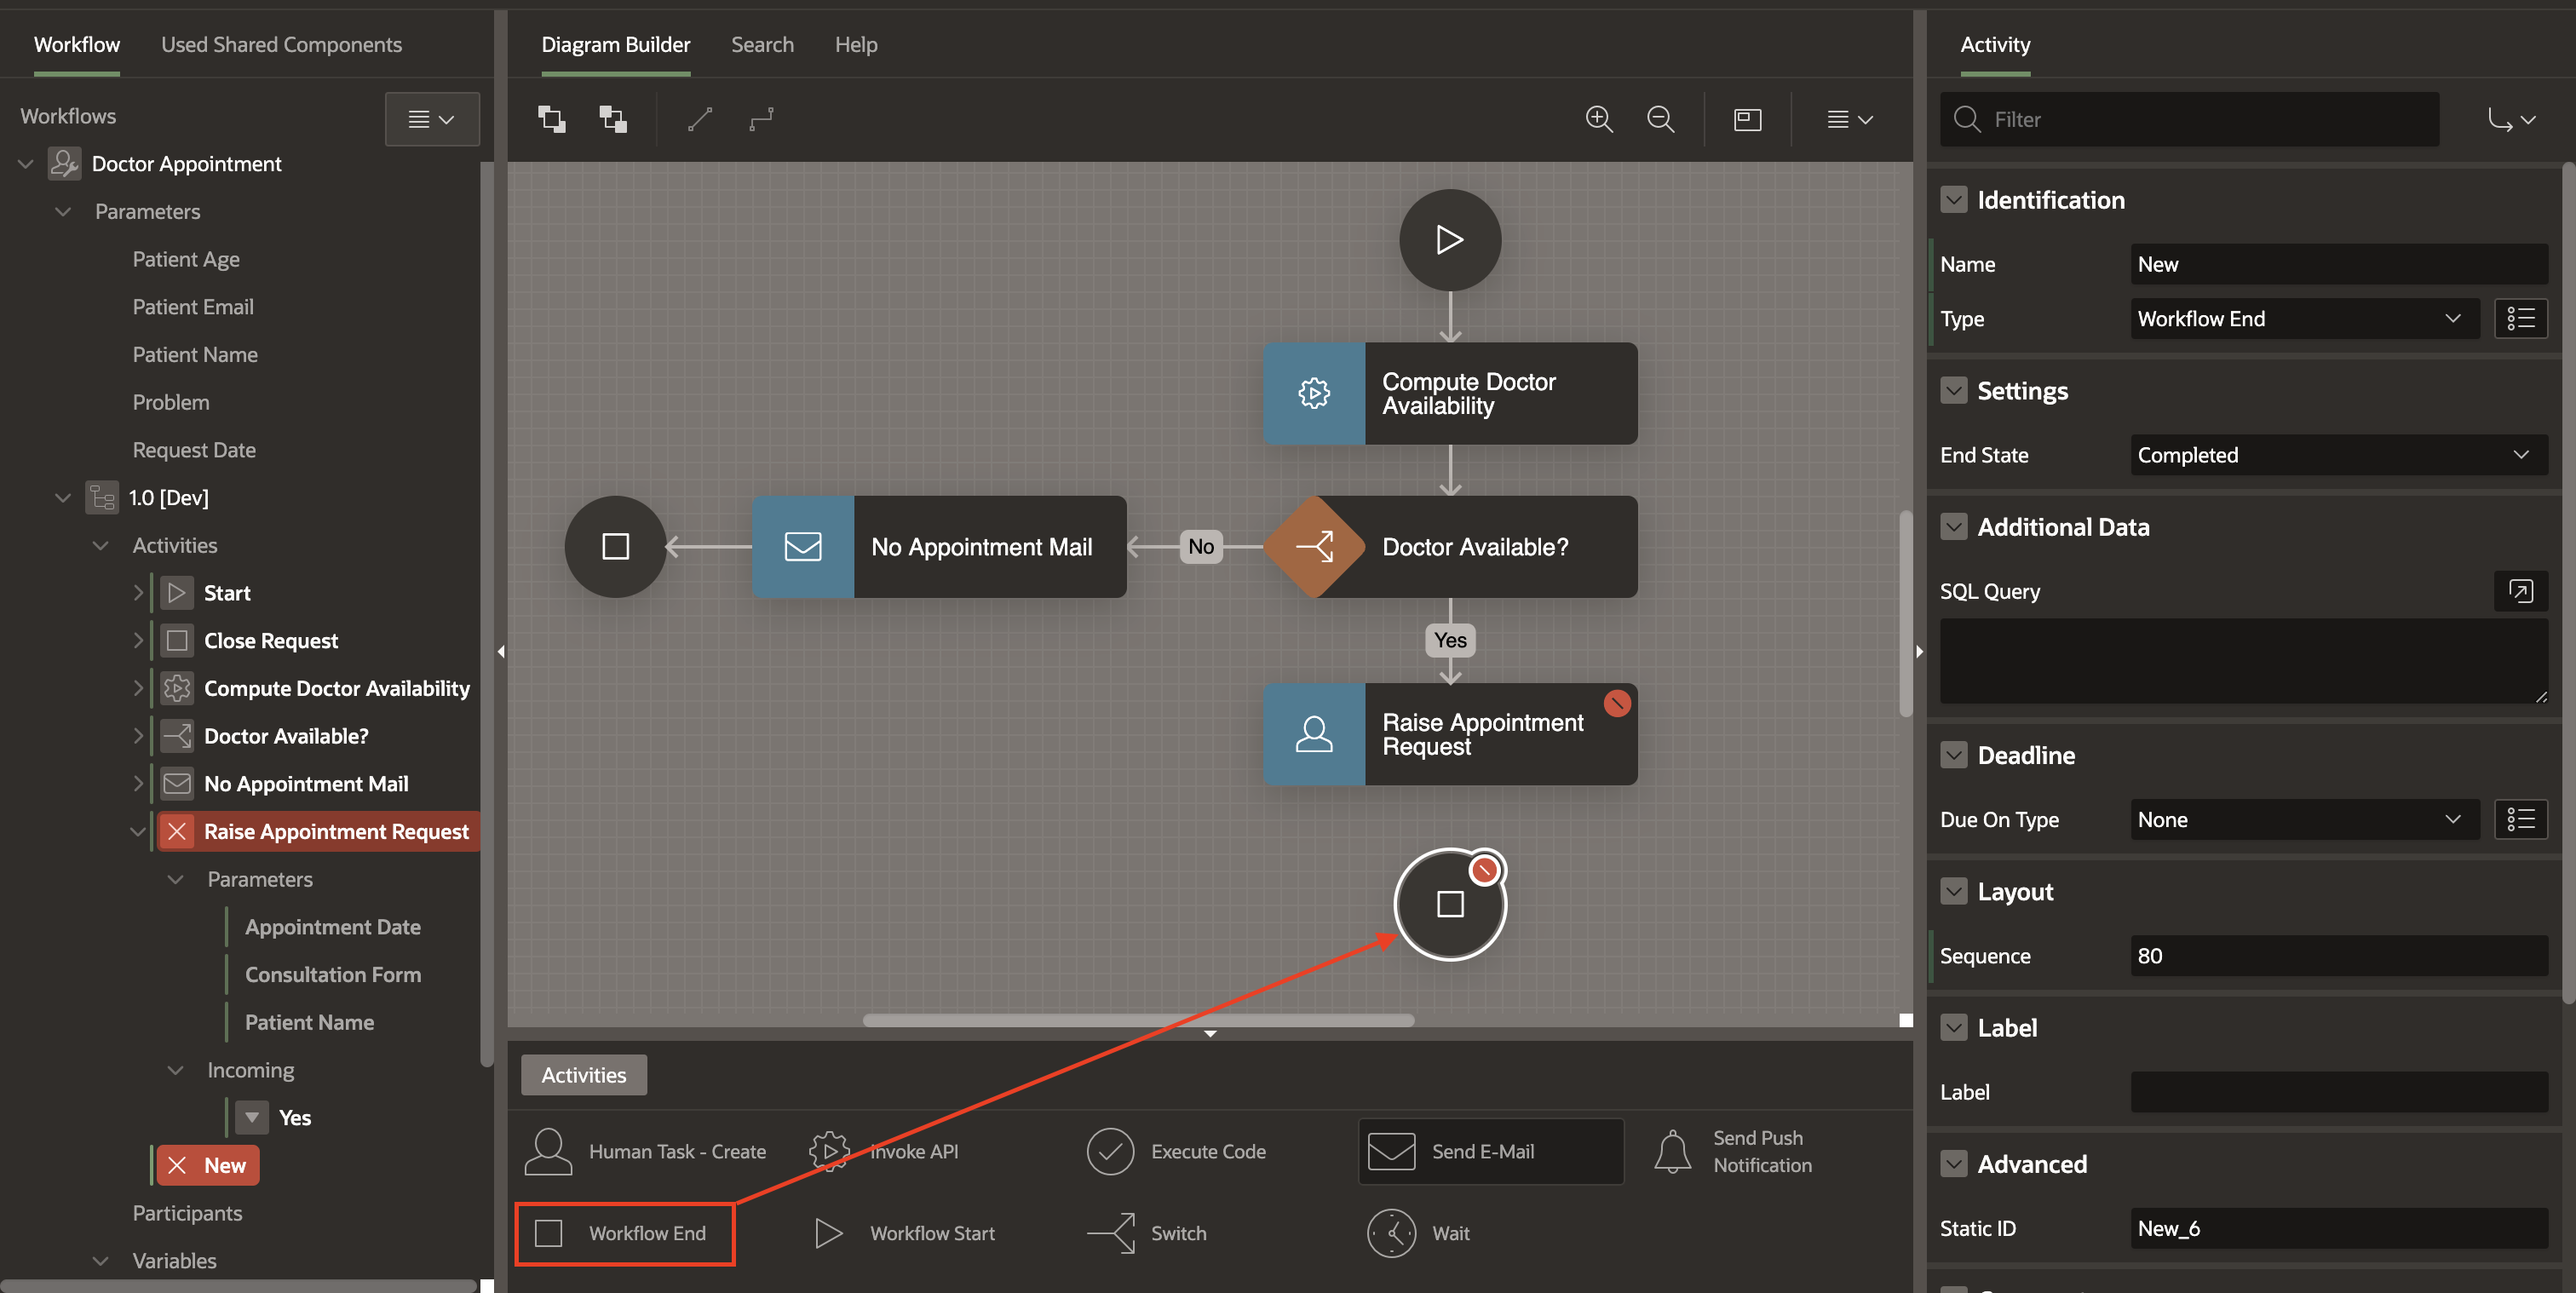 Workflow
Used Shared Components
Workflows
Doctor Appointment
Parameters
Patient Age
Patient Email
Patient Name
Problem
Request Date
1.0 [Dev]
Activities
Start
Close Request
Compute Doctor Availability
Doctor Available?
No Appointment Mail
Raise Appointment Request
Parameters
Appointment Date
Consultation Form
Patient Name
Incoming
Yes
New
Participants
Variables
Diagram Builder
Search
Help
Compute Doctor
Availability
No Appointment Mail
No
Doctor Available?
Yes
Raise Appointment
Request
Activities
Human Task - Create
Invoke API
Execute Code
Send E-Mail
Send Push
Notification
Workflow End
Workflow Start
Switch
Wait
Activity
Filter
Identification
Name
New
Type
Workflow End
Settings
End State
Completed
Additional Data
SQL Query
Deadline
Due On Type
None
Layout
Sequence
80
Label
Label
Advanced
Static ID
New_6